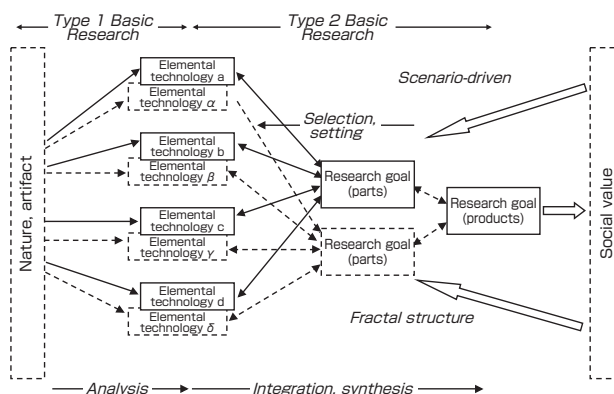 Type 1 Basic
Research
Type 2 Basic
Research
Nature, artifact
Elemental
technology a
Elemental
technology α
Elemental
technology b
Elemental
technology β
Elemental
technology c
Elemental
technology γ
Elemental
technology d
Elemental
technology δ
Selection,
setting
Scenario-driven
Research goal
(parts)
Research goal
(parts)
Research goal
(products)
Fractal structure
Social value
Analysis
Integration, synthesis